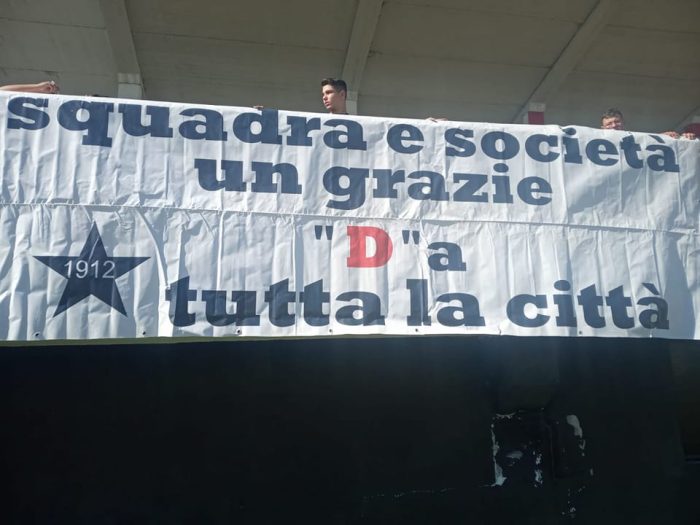 squadra e società
un grazie
"D"a
1912
tutta la città